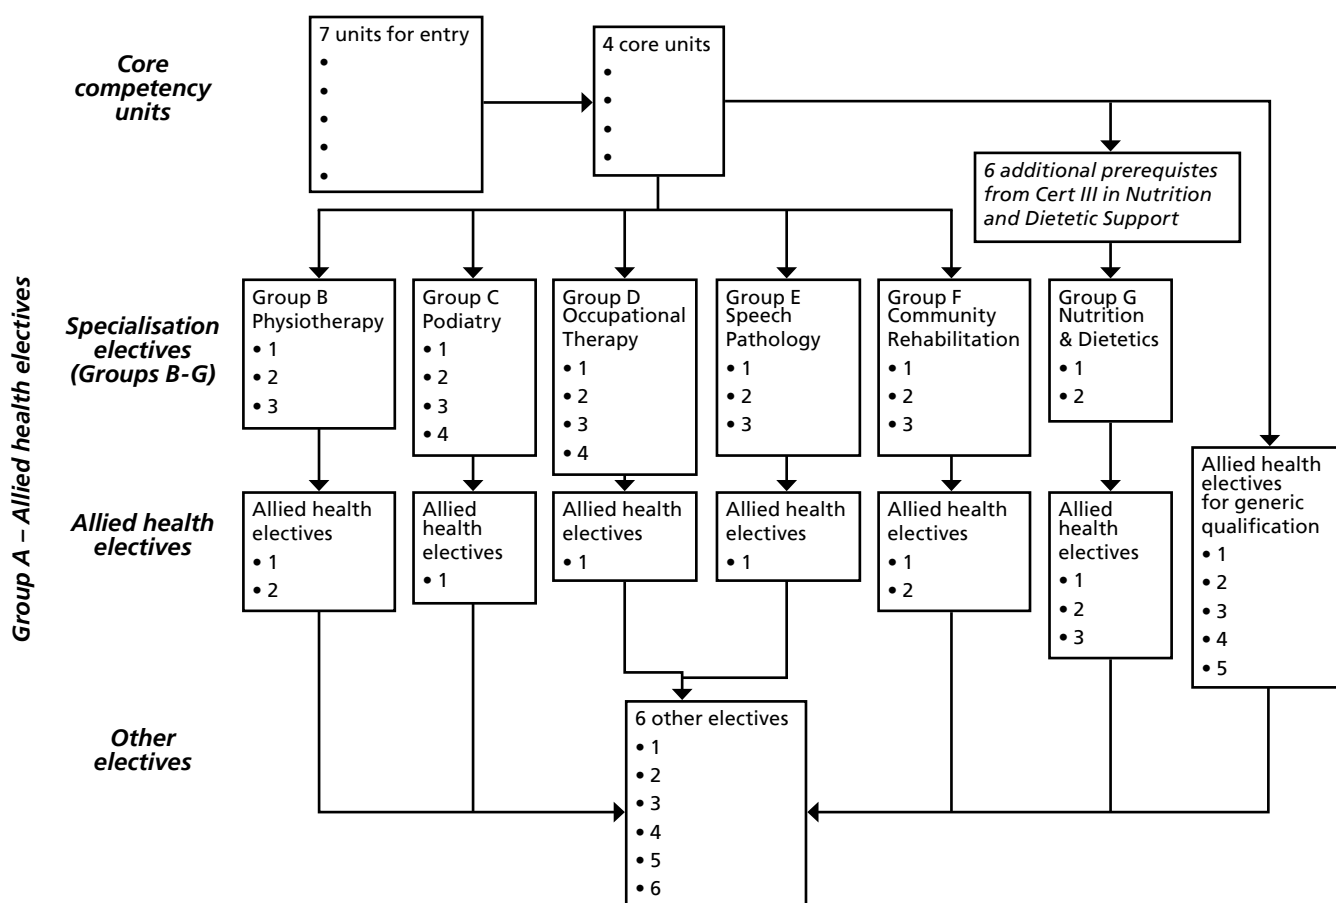 Core
competency
units
7 units for entry
•
•
•
•
•
4 core units
•
•
•
•
6 additional prerequistes
from Cert III in Nutrition
and Dietetic Support
Group A – Allied health electives
Specialisation
electives
(Groups B-G)
Group B
Physiotherapy
• 1
• 2
• 3
Group C
Podiatry
• 1
• 2
• 3
• 4
Group D
Occupational
Therapy
• 1
• 2
• 3
• 4
Group E
Speech
Pathology
• 1
• 2
• 3
Group F
Community
Rehabilitation
• 1
• 2
• 3
Group G
Nutrition
& Dietetics
• 1
• 2
Allied health
electives
Allied health
electives
• 1
• 2
Allied
health
electives
• 1
Allied health
electives
• 1
Allied health
electives
• 1
Allied health
electives
• 1
• 2
Allied
health
electives
• 1
• 2
• 3
Allied health
electives
for generic
qualification
• 1
• 2
• 3
• 4
• 5
Other
electives
6 other electives
• 1
• 2
• 3
• 4
• 5
• 6